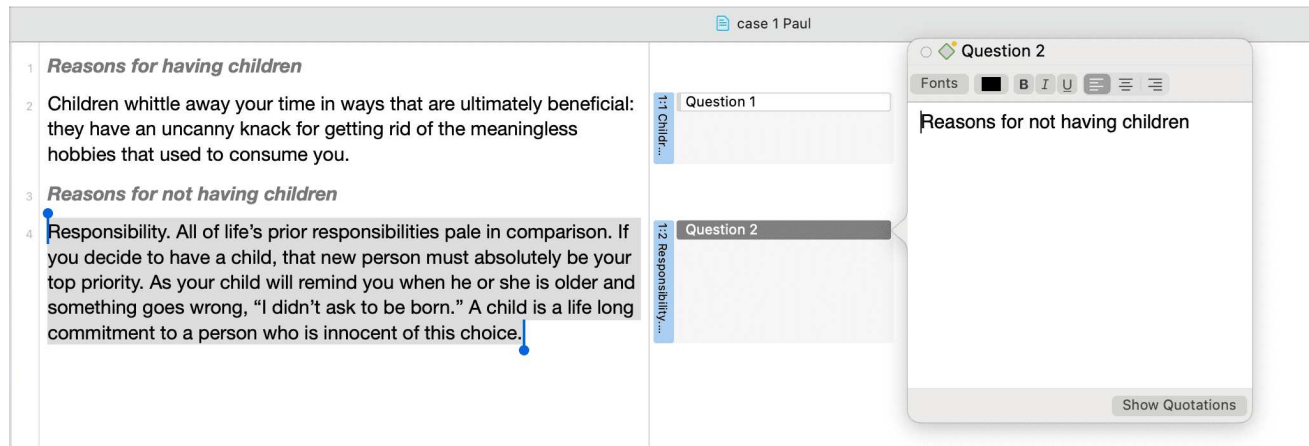 case 1 Paul
1 Reasons for having children
2 Children whittle away your time in ways that are ultimately beneficial:
they have an uncanny knack for getting rid of the meaningless
hobbies that used to consume you.
3 Reasons for not having children
4 Responsibility. All of life’s prior responsibilities pale in comparison. If
you decide to have a child, that new person must absolutely be your
top priority. As your child will remind you when he or she is older and
something goes wrong, “I didn’t ask to be born.” A child is a life long
commitment to a person who is innocent of this choice.
1:1 Childr...
Question 1
1:2 Responsibility....
Question 2
Question 2
Fonts B I U
Reasons for not having children
Show Quotations